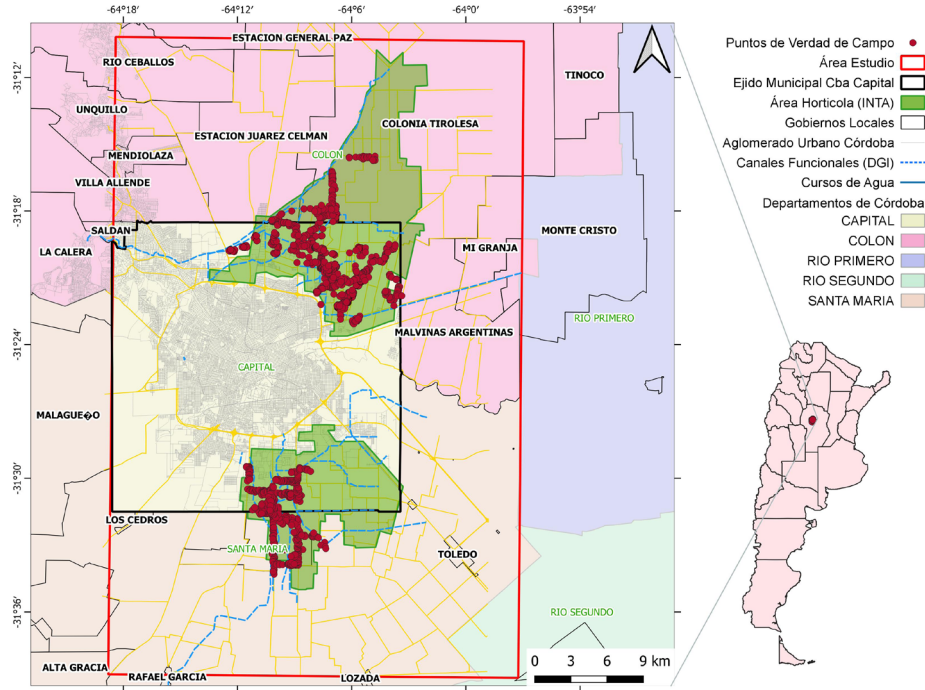 -64°18'
-64°12'
-64°6'
-64°0'
-63°54'
-31°12'
-31°18'
-31°24'
-31°30'
-31°36'
ESTACION GENERAL PAZ
RIO CEBALLOS
TINOCO
UNQUILLO
COLONIA TIROLESA
ESTACION JUAREZ CELMAN
COLON
MENDIOLAZA
VILLA ALLENDE
SALDAN
MONTE CRISTO
LA CALERA
MI GRANJA
RIO PRIMERO
MALVINAS ARGENTINAS
CAPITAL
MALAGUE�O
LOS CEDROS
SANTA MARIA
TOLEDO
RIO SEGUNDO
ALTA GRACIA
RAFAEL GARCIA
LOZADA
0 3 6 9 km
Puntos de Verdad de Campo
Área Estudio
Ejido Municipal Cba Capital
Área Horticola (INTA)
Gobiernos Locales
Aglomerado Urbano Córdoba
Canales Funcionales (DGI)
Cursos de Agua
Departamentos de Córdoba
CAPITAL
COLON
RIO PRIMERO
RIO SEGUNDO
SANTA MARIA